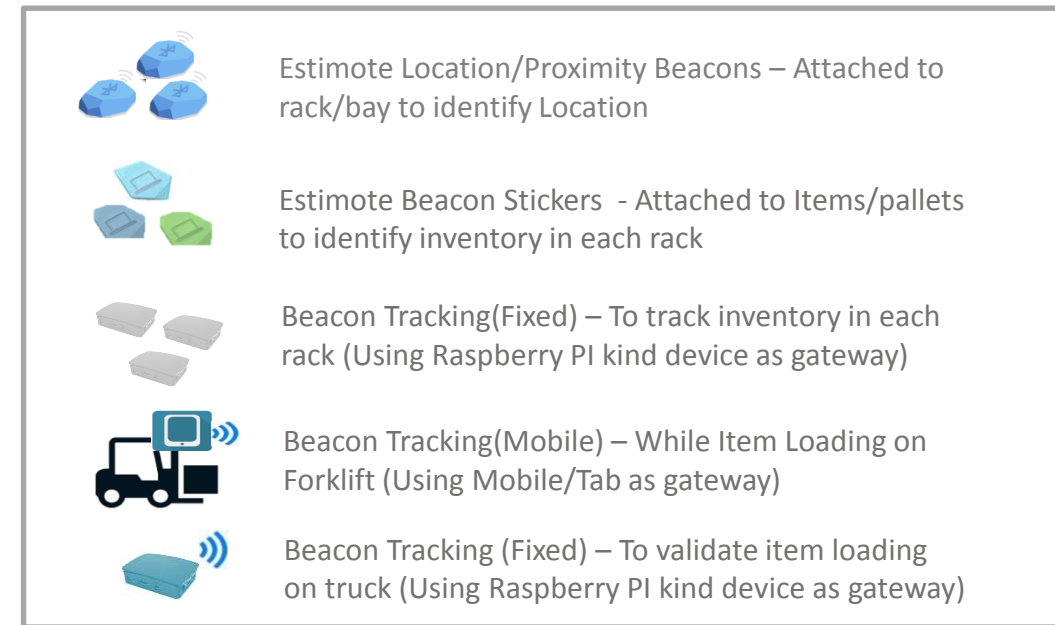 Estimote Location/Proximity Beacons – Attached to
rack/bay to identify Location
Estimote Beacon Stickers  - Attached to Items/pallets
to identify inventory in each rack
Beacon Tracking(Fixed) – To track inventory in each
rack (Using Raspberry PI kind device as gateway)
Beacon Tracking(Mobile) – While Item Loading on
Forklift (Using Mobile/Tab as gateway)
Beacon Tracking (Fixed) – To validate item loading
on truck (Using Raspberry PI kind device as gateway)